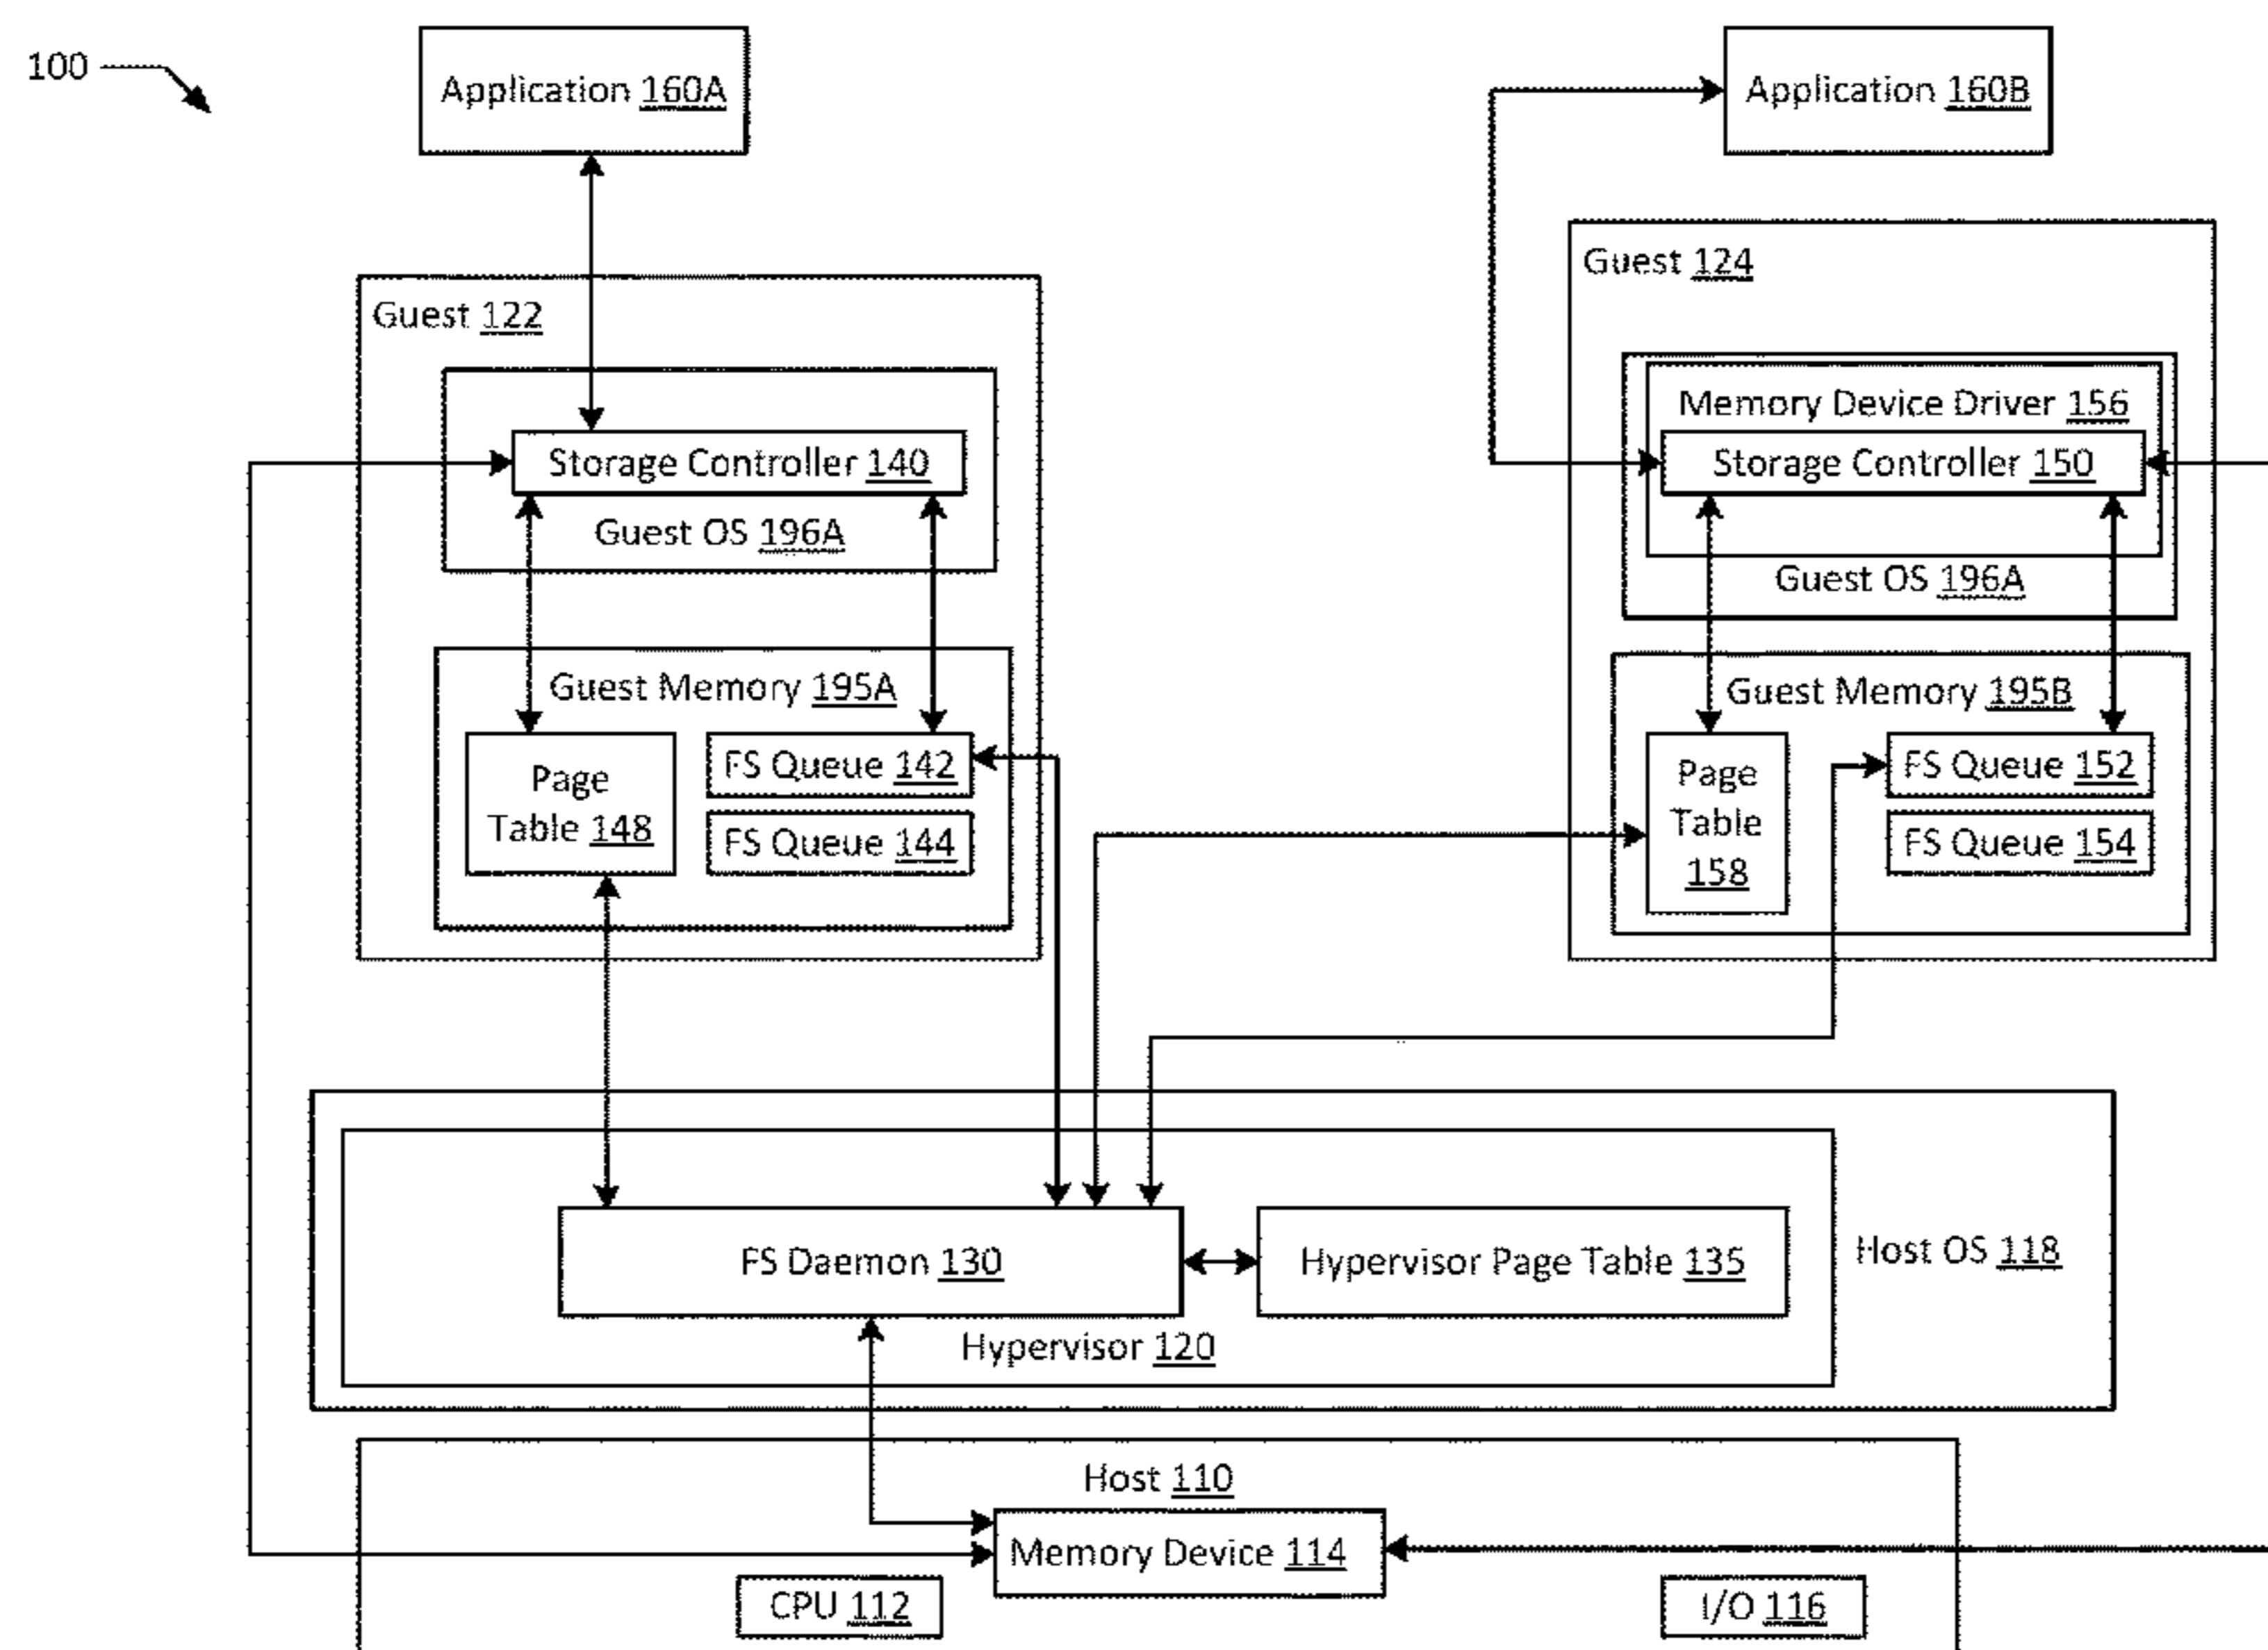 100
Application 160A
Application 160B
Guest 122
Guest 124
Storage Controller 140
Guest OS 196A
Memory Device Driver 156
Storage Controller 150
Guest OS 196A
Guest Memory 195A
Page
Table 148
FS Queue 142
FS Queue 144
Guest Memory 195B
Page
Table
158
FS Queue 152
FS Queue 154
FS Daemon 130
Hypervisor Page Table 135
Hypervisor 120
Host OS 118
Host 110
Memory Device 114
CPU 112
I/O 116